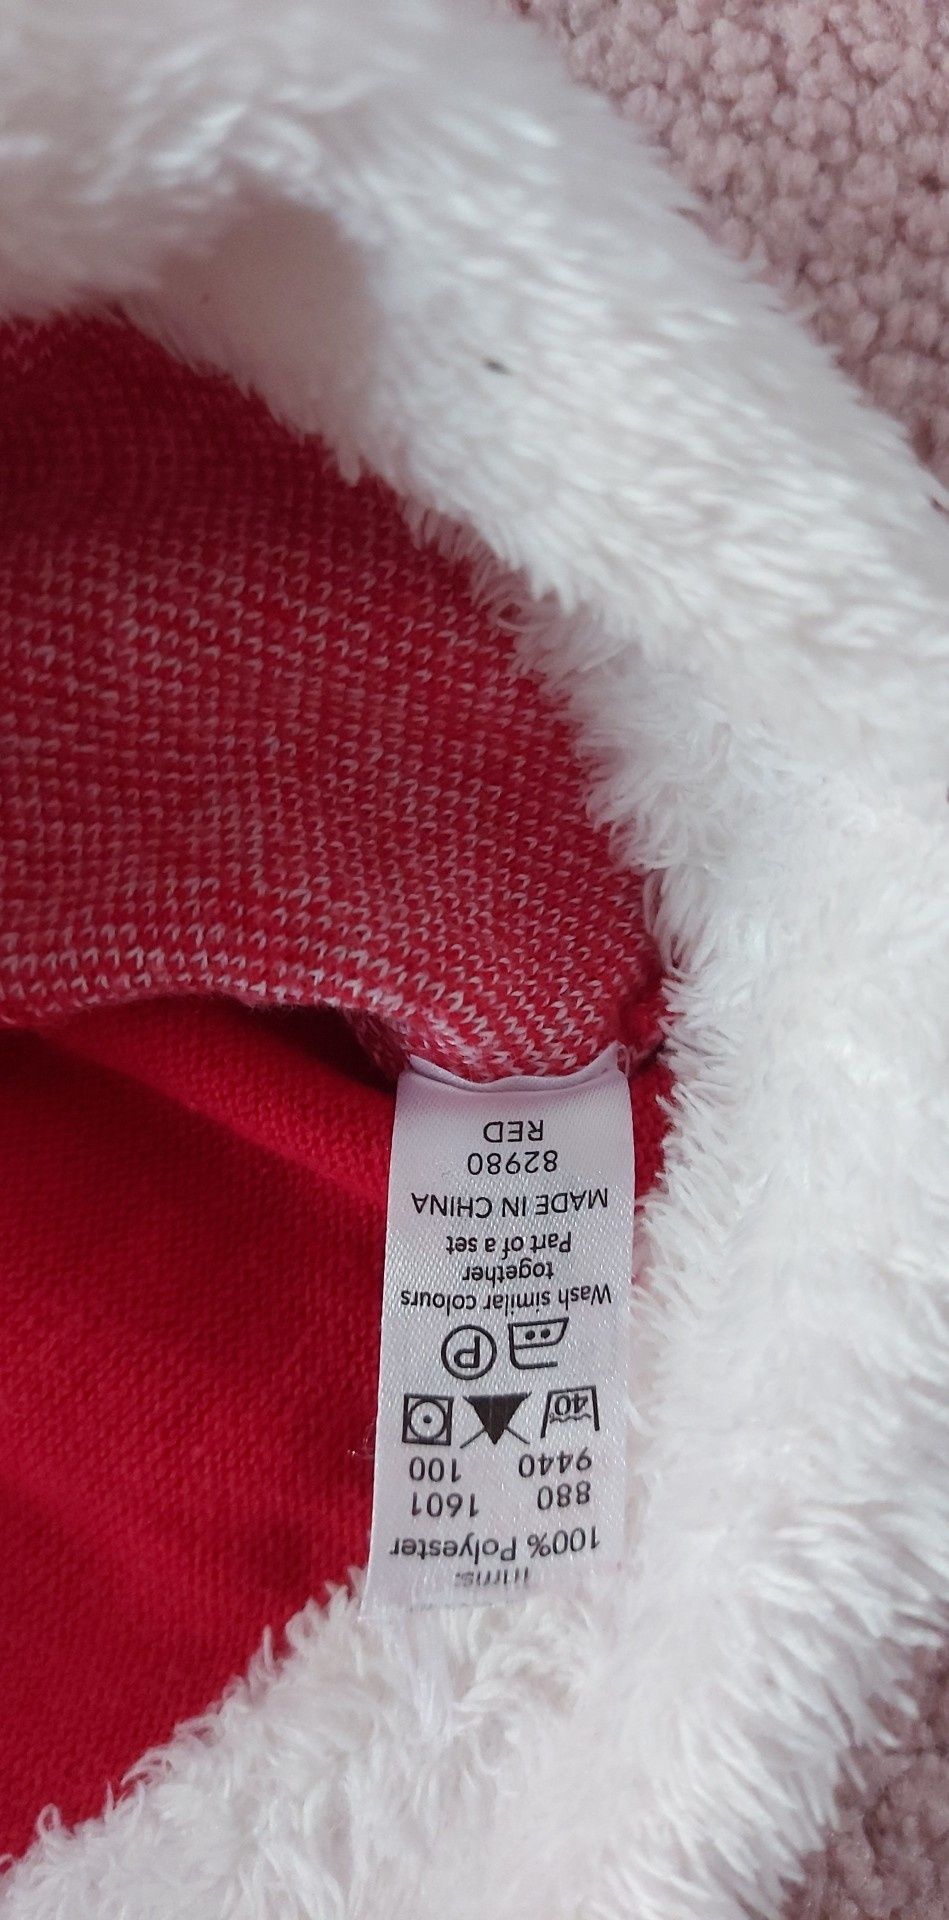 Trims:
100% Polyester
880 1601
9440 100
40
P
Wash similar colours
together
Part of a set
MADE IN CHINA
82980
RED